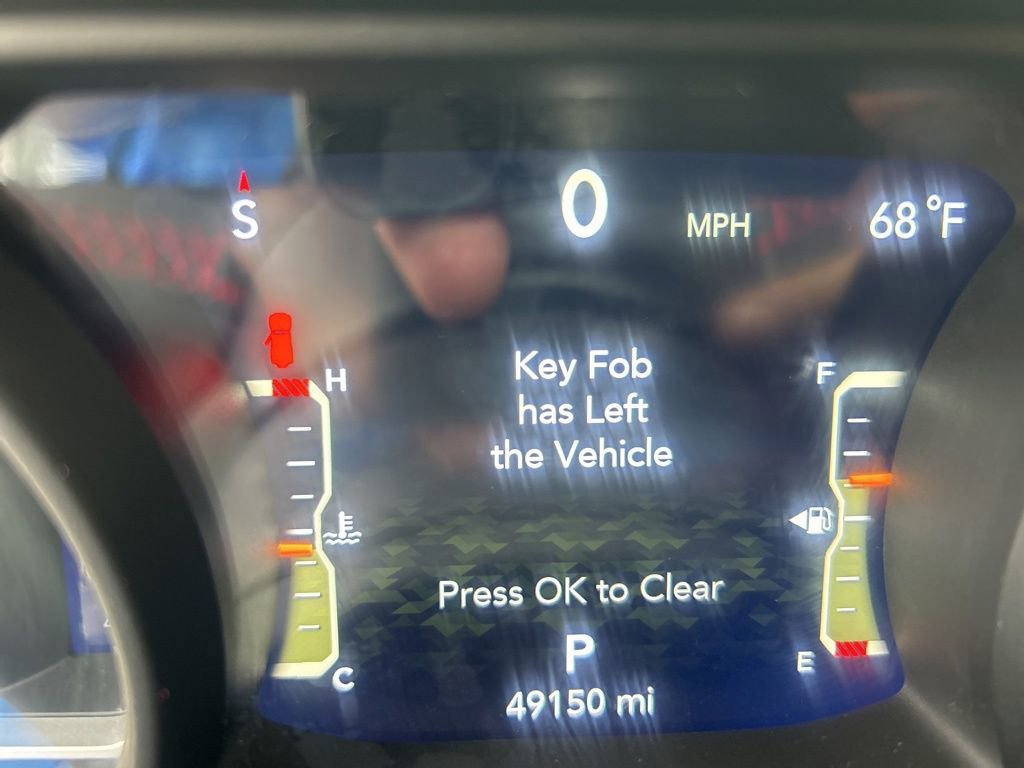 S
0
MPH
68°F
H
F
Key Fob
has Left
the Vehicle
Press OK to Clear
P
C
E
49150 mi